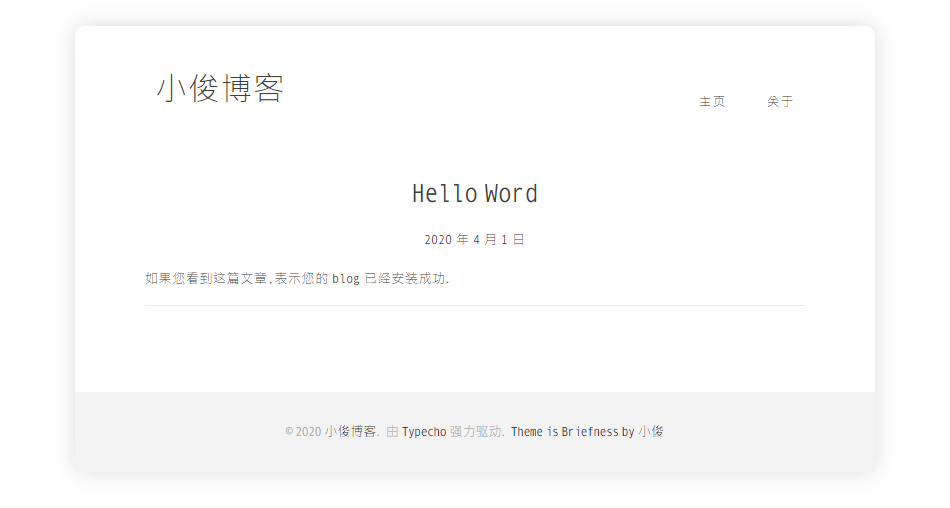 小俊博客
主页 关于
Hello Word
2020 年 4 月 1 日
如果您看到这篇文章,表示您的 blog 已经安装成功.
© 2020 小俊博客. 由 Typecho 强力驱动. Theme is Briefness by 小俊